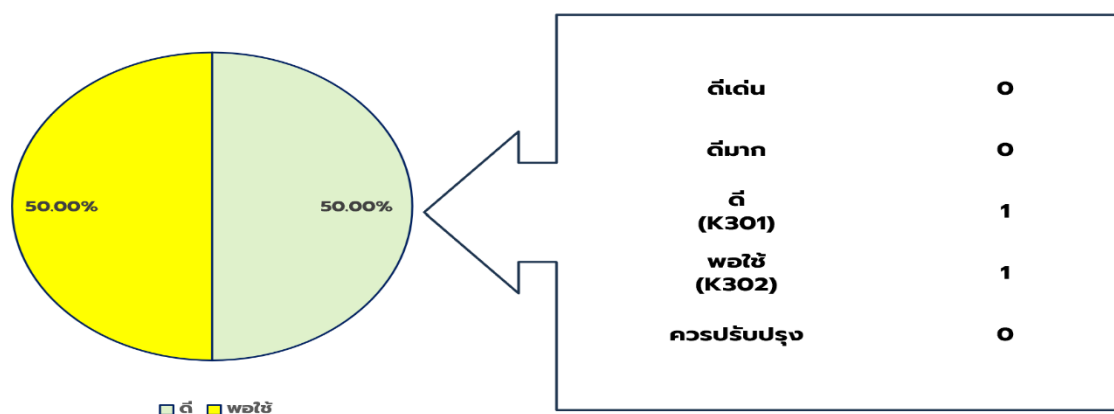 50.00%
50.00%
ดี พอใช้
ดีเด่น 0
ดีมาก 0
ดี
(K301) 1
พอใช้
(K302) 1
ควรปรับปรุง 0